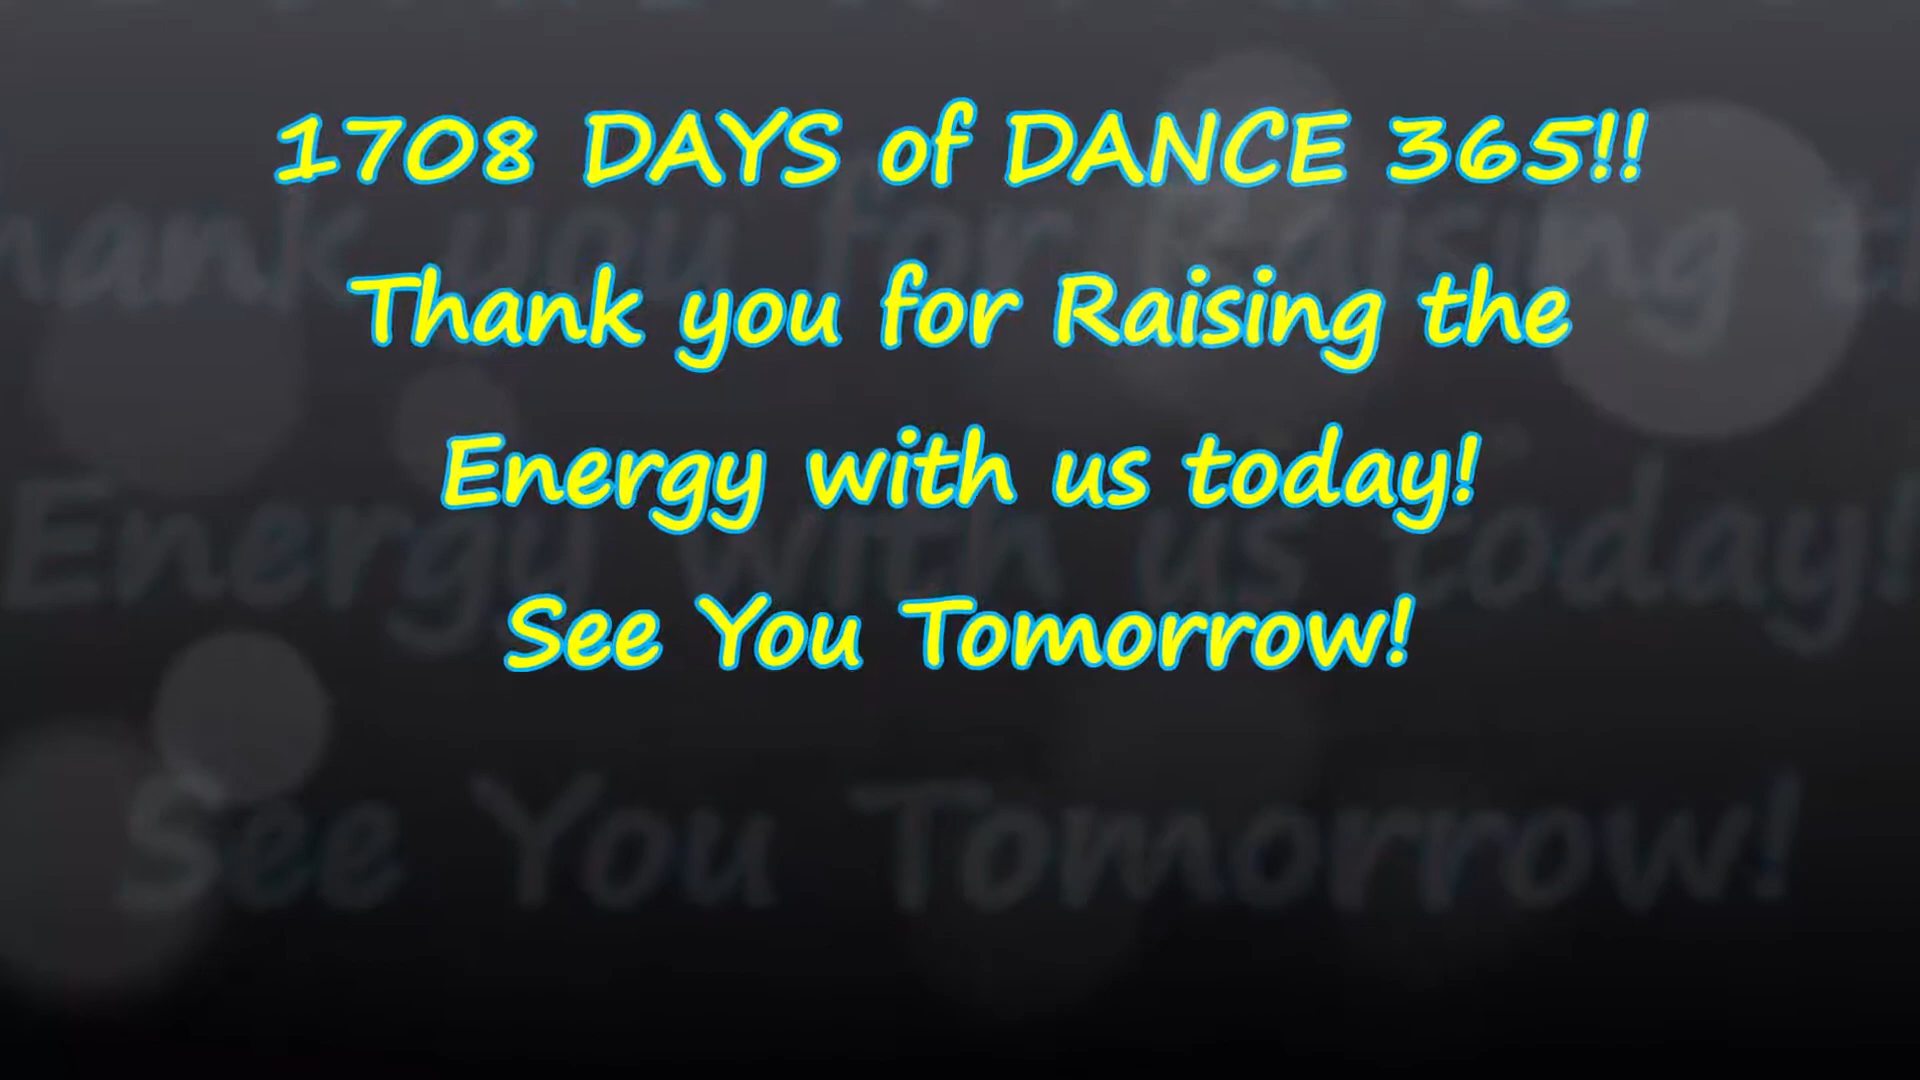 1708 DAYS of DANCE 365!!
Thank you for Raising the
Energy with us today!
See You Tomorrow!